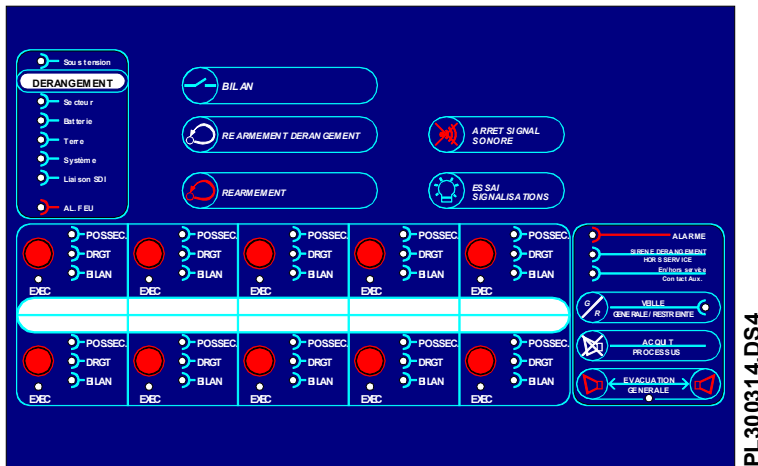 Sous tension
DERANGEMENT
Secteur
Batterie
Terre
Système
Liaison SDI
AL. FEU
BILAN
REARMEMENT DERANGEMENT
REARMEMENT
ARRET SIGNAL
SONORE
ESSAI
SIGNALISATIONS
POSSEC. POSSEC. POSSEC. POSSEC. POSSEC.
DRGT DRGT DRGT DRGT DRGT
BILAN BILAN BILAN BILAN BILAN
EXEC EXEC EXEC EXEC EXEC
POSSEC. POSSEC. POSSEC. POSSEC. POSSEC.
DRGT DRGT DRGT DRGT DRGT
BILAN BILAN BILAN BILAN BILAN
EXEC EXEC EXEC EXEC EXEC
ALARME
SIRENE DERANGEMENT
HORS SERVICE
En/hors service
Contact Aux.
G/R
VEILLE
GENERALE/RESTREINTE
ACQUIT
PROCESSUS
EVACUATION
GENERALE
PL300314.DS4